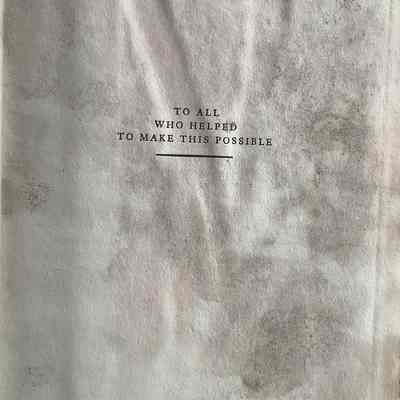 TO ALL
WHO HELPED
TO MAKE THIS POSSIBLE